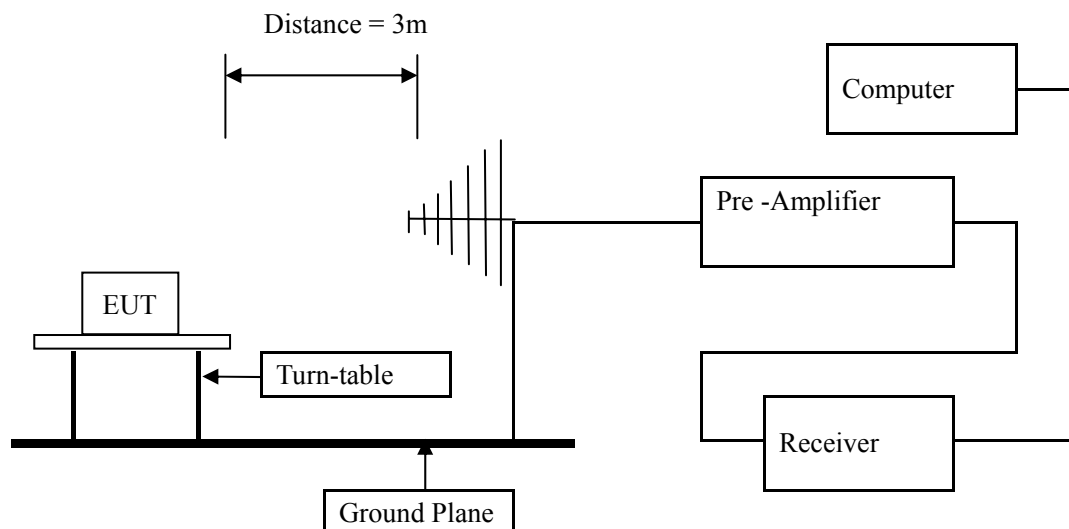 Distance = 3m
Computer
Pre -Amplifier
EUT
Turn-table
Receiver
Ground Plane